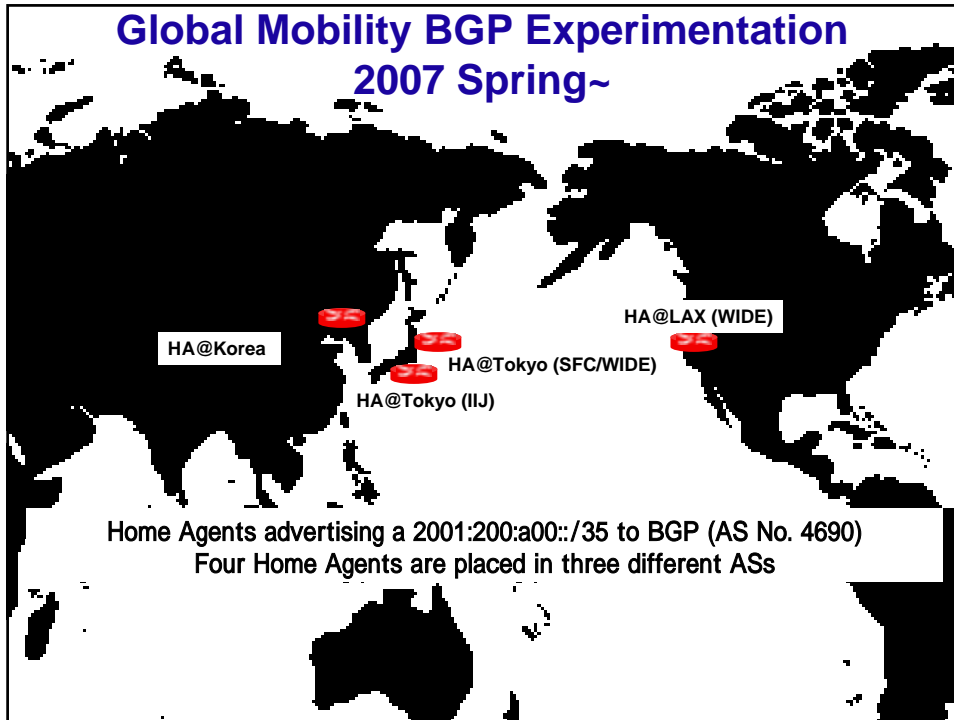 Global Mobility BGP Experimentation
2007 Spring~
HA@LAX (WIDE)
HA@Korea
HA@Tokyo (SFC/WIDE)
HA@Tokyo (IIJ)
Home Agents advertising a 2001:200:a00::/35 to BGP (AS No. 4690)
Four Home Agents are placed in three different ASs